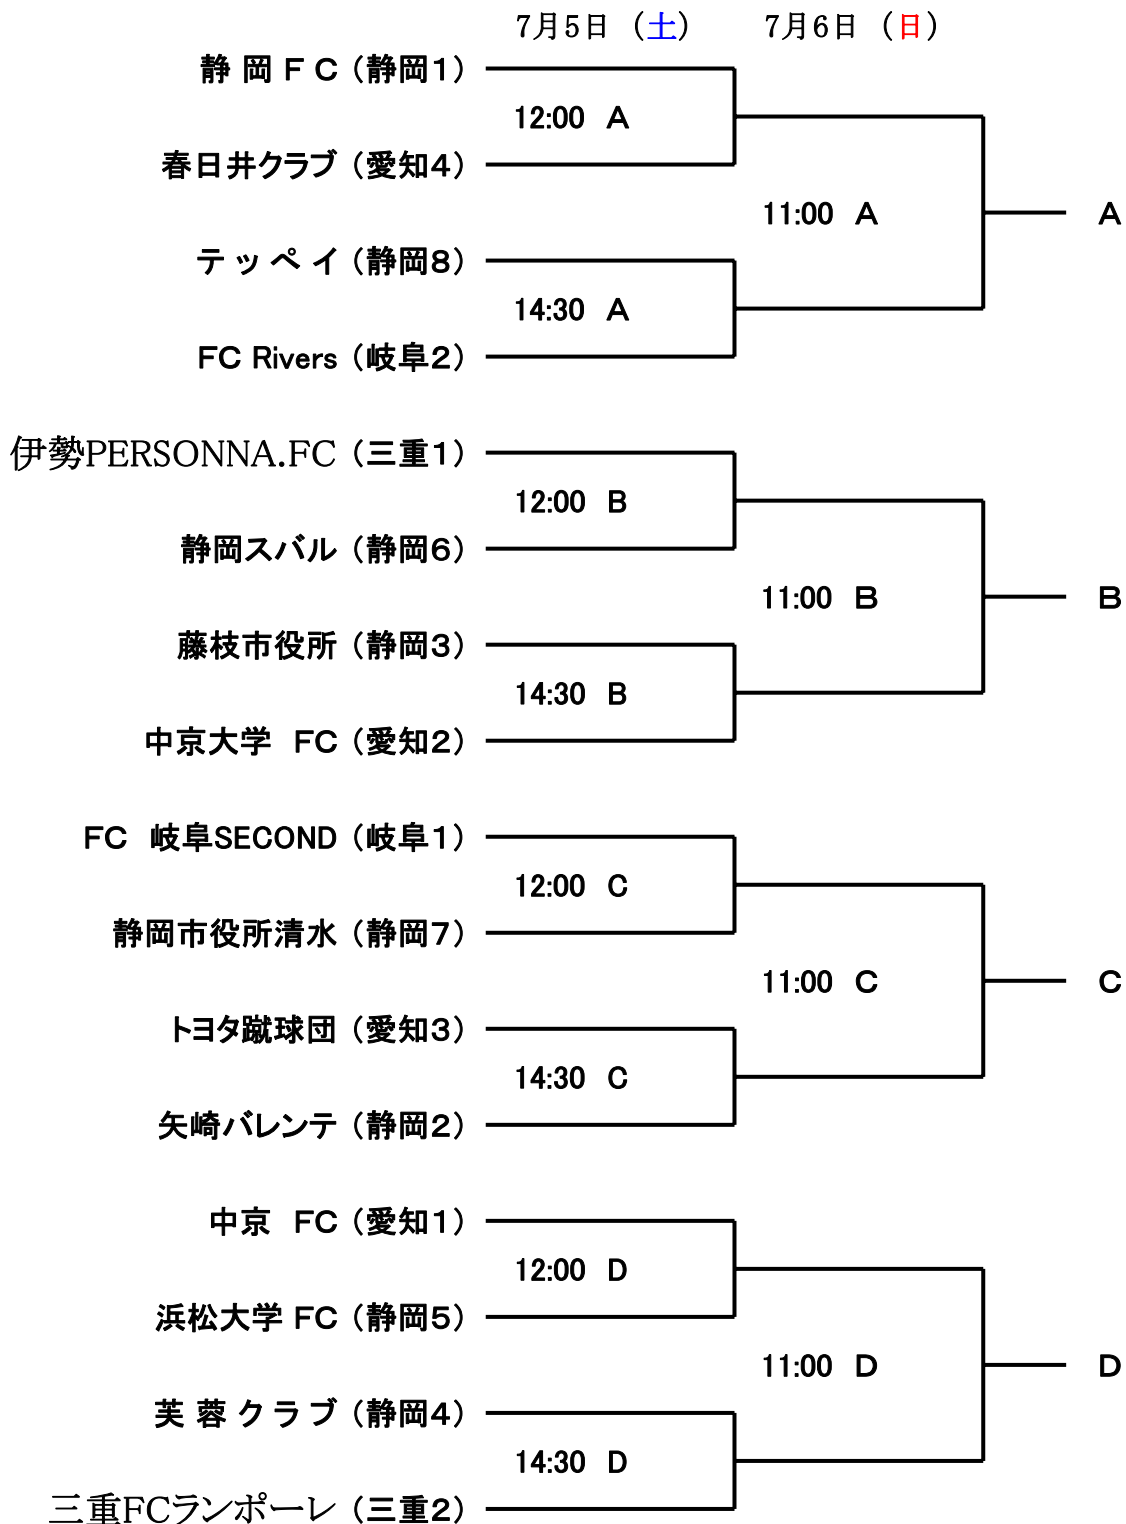 7月5日（土） 7月6日（日）
静 岡 F C（静岡1）
12:00 A
春日井クラブ（愛知4）
11:00 A A
テ ッ ペ イ（静岡8）
14:30 A
FC Rivers（岐阜2）
伊勢PERSONNA.FC（三重1）
12:00 B
静岡スバル（静岡6）
11:00 B B
藤枝市役所（静岡3）
14:30 B
中京大学 FC（愛知2）
FC 岐阜SECOND（岐阜1）
12:00 C
静岡市役所清水（静岡7）
11:00 C C
トヨタ蹴球団（愛知3）
14:30 C
矢崎バレンテ（静岡2）
中京 FC（愛知1）
12:00 D
浜松大学 FC（静岡5）
11:00 D D
芙 蓉 ク ラ ブ（静岡4）
14:30 D
三重FCランポーレ（三重2）